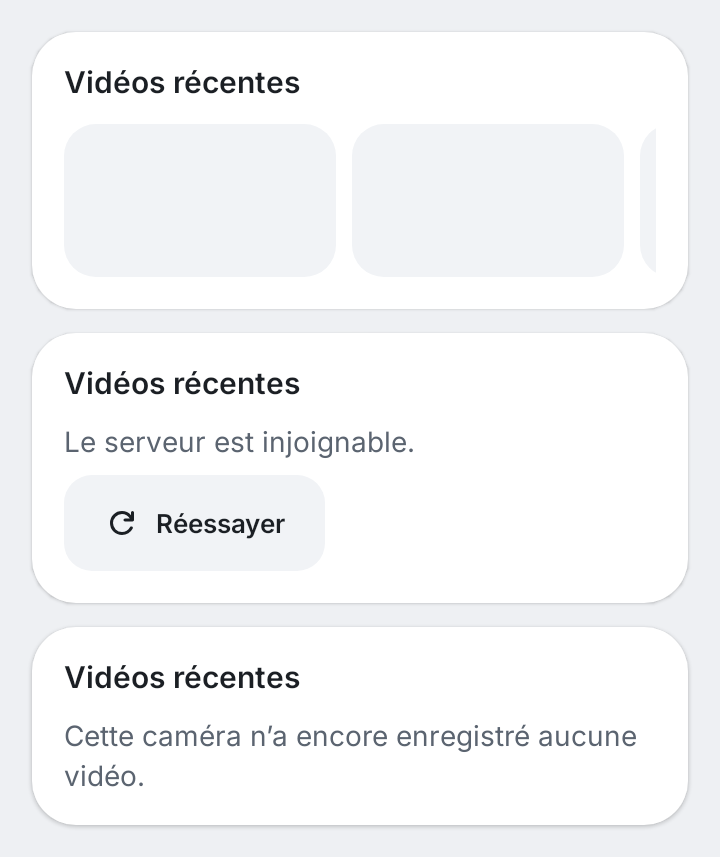 Vidéos récentes
Vidéos récentes
Le serveur est injoignable.
Réessayer
Vidéos récentes
Cette caméra n’a encore enregistré aucune
vidéo.